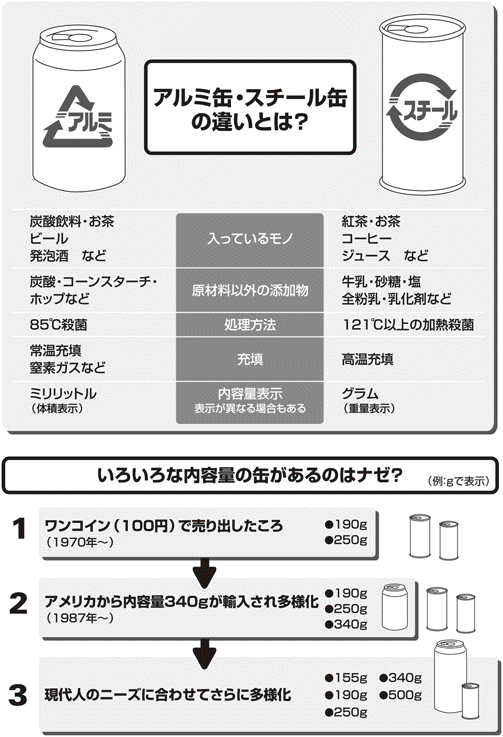 アルミ
アルミ缶・スチール缶
の違いとは?
スチール
炭酸飲料・お茶
ビール
発泡酒 など
入っているモノ
紅茶・お茶
コーヒー
ジュース など
炭酸・コーンスターチ・
ホップなど
原材料以外の添加物
牛乳・砂糖・塩
全粉乳・乳化剤など
85℃殺菌
処理方法
121℃以上の加熱殺菌
常温充填
窒素ガスなど
充填
高温充填
ミリリットル
(体積表示)
内容量表示
表示が異なる場合もある
グラム
(重量表示)
いろいろな内容量の缶があるのはナゼ?
(例:gで表示)
1
ワンコイン(100円)で売り出したころ
(1970年〜)
●190g
●250g
2
アメリカから内容量340gが輸入され多様化
(1987年〜)
●190g
●250g
●340g
3
現代人のニーズに合わせてさらに多様化
●155g ●340g
●190g ●500g
●250g